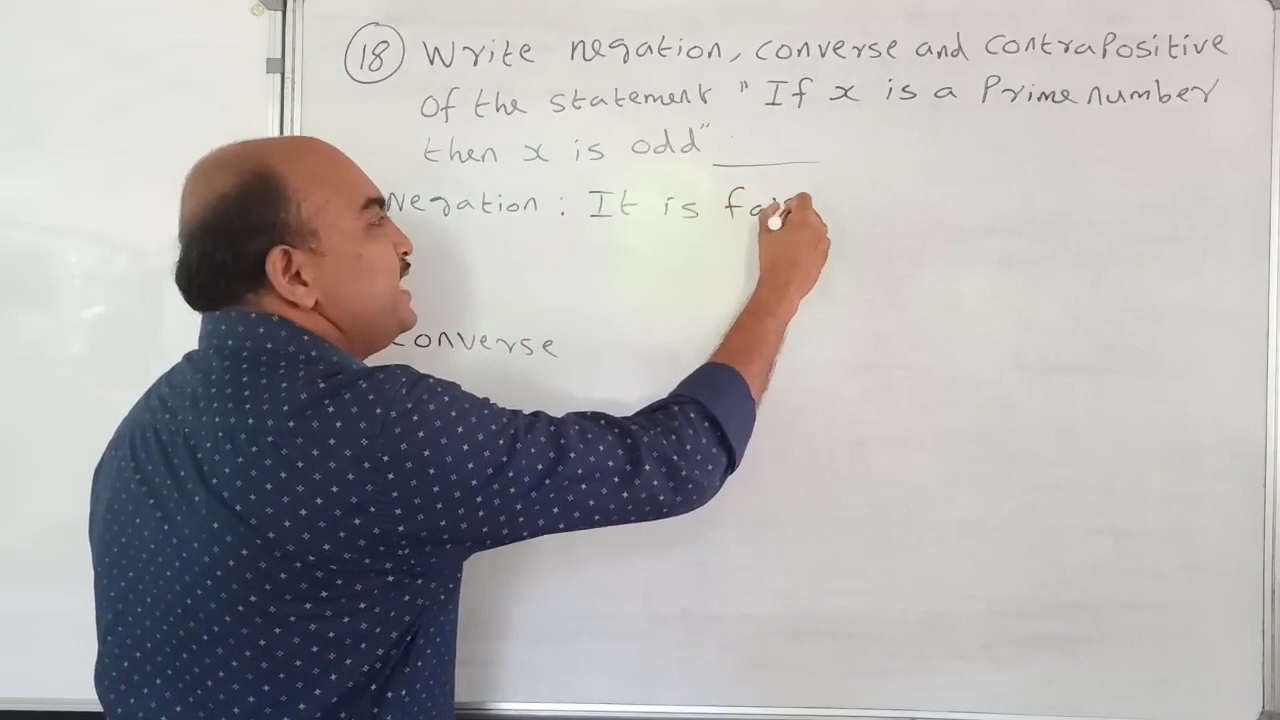 18 Write negation, converse and contrapositive
of the statement "If x is a Prime number
then x is odd"
Negation : It is
Converse